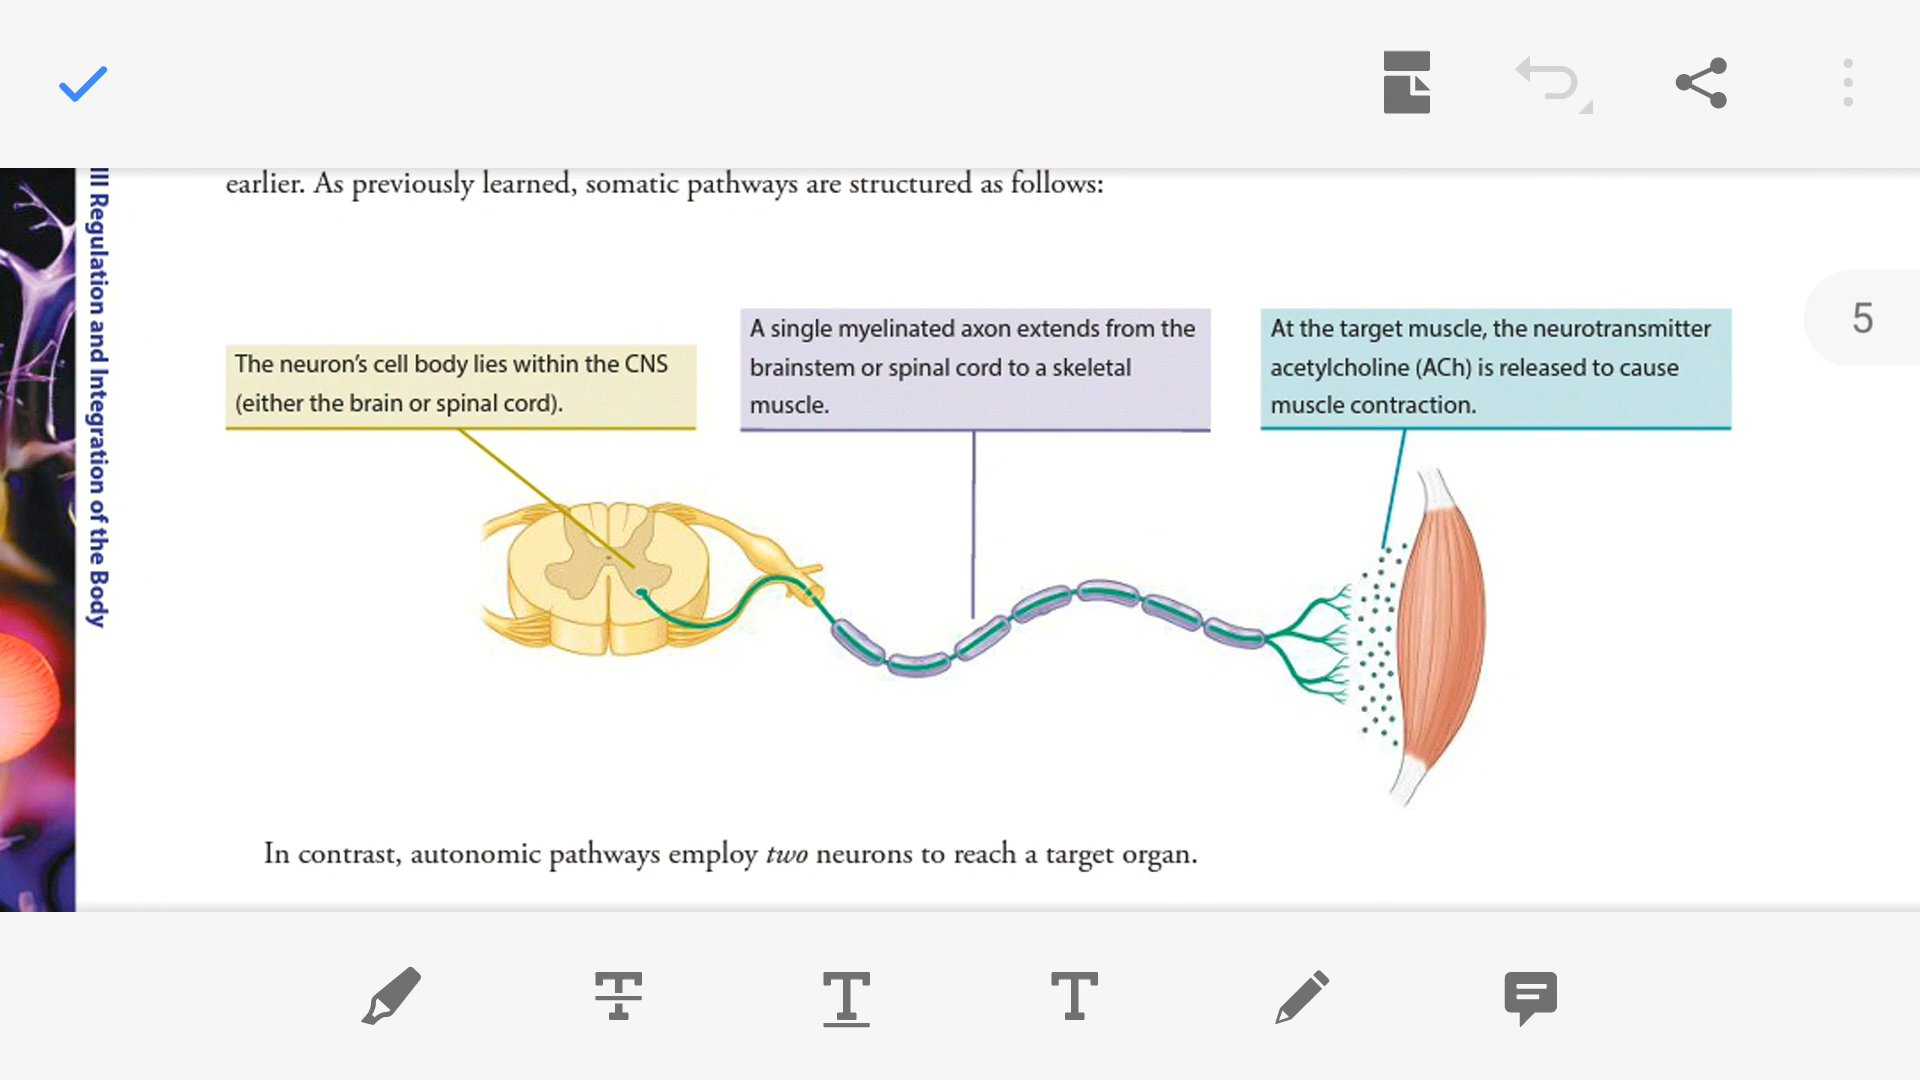 earlier. As previously learned, somatic pathways are structured as follows:
III Regulation and Integration of the Body
5
The neuron’s cell body lies within the CNS
(either the brain or spinal cord).
A single myelinated axon extends from the
brainstem or spinal cord to a skeletal
muscle.
At the target muscle, the neurotransmitter
acetylcholine (ACh) is released to cause
muscle contraction.
In contrast, autonomic pathways employ two neurons to reach a target organ.